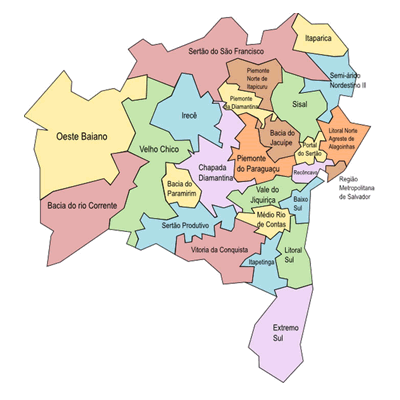 Itaparica
Sertão do São Francisco
Piemonte
Norte de
Itapicuru
Semi-árido
Nordestino II
Piemonte
da Diamantina
Sisal
Irecê
Oeste Baiano
Velho Chico
Bacia do
Jacuípe
Litoral Norte
Agreste de
Alagoinhas
Portal
do Sertão
Chapada
Diamantina
Piemonte
do Paraguaçu
Recôncavo
Região
Metropolitana
de Salvador
Bacia do
Paramirim
Vale do
Jiquiriça
Baixo
Sul
Bacia do rio Corrente
Médio Rio
de Contas
Sertão Produtivo
Vitoria da Conquista
Litoral
Sul
Itapetinga
Extremo
Sul